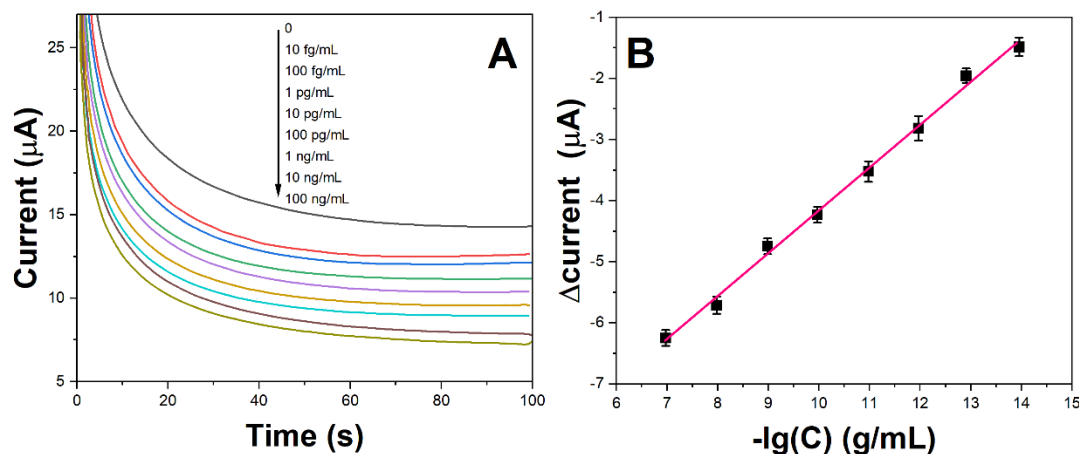 A
0
10 fg/mL
100 fg/mL
1 pg/mL
10 pg/mL
100 pg/mL
1 ng/mL
10 ng/mL
100 ng/mL
Current (μA)
25
20
15
10
5
0 20 40 60 80 100
Time (s)
B
Δcurrent (μA)
-1
-2
-3
-4
-5
-6
-7
6 7 8 9 10 11 12 13 14 15
-lg(C) (g/mL)